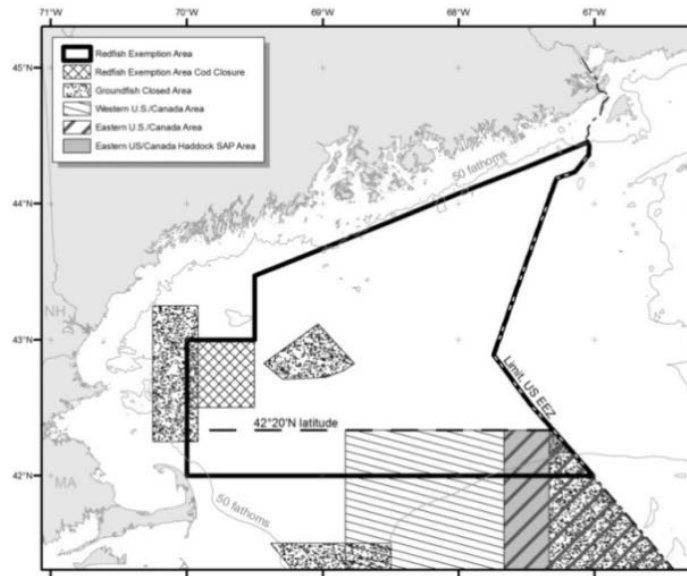 71°W 70°W 69°W 68°W 67°W
Redfish Exemption Area
Redfish Exemption Area Cod Closure
Groundfish Closed Area
Western U.S./Canada Area
Eastern U.S./Canada Area
Eastern US/Canada Haddock SAP Area
45°N
50 fathoms
44°N
NH
43°N
Limit, US EEZ
42°20'N latitude
42°N
MA
50 fathoms